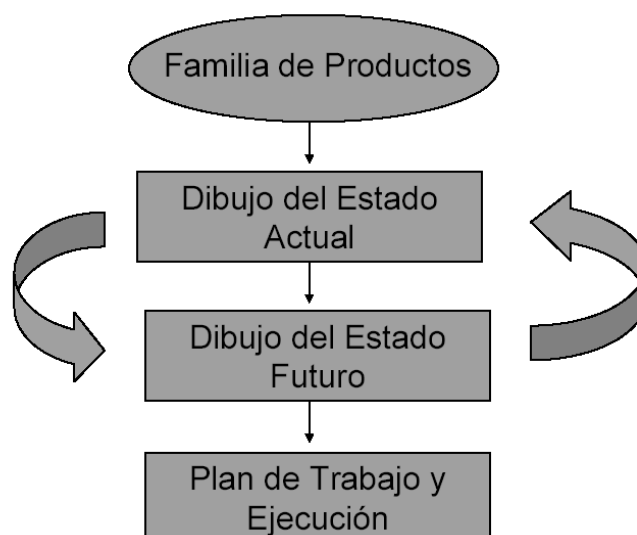 Familia de Productos
Dibujo del Estado
Actual
Dibujo del Estado
Futuro
Plan de Trabajo y
Ejecución